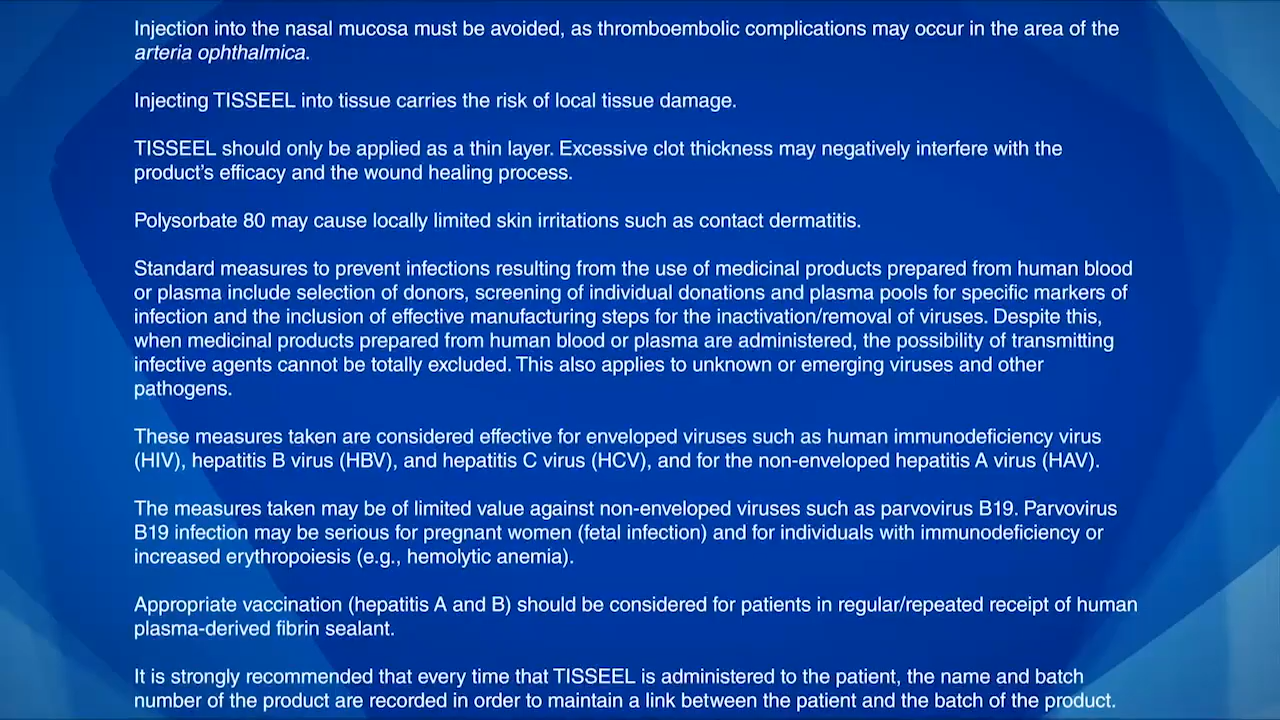 Injection into the nasal mucosa must be avoided, as thromboembolic complications may occur in the area of the
arteria ophthalmica.
Injecting TISSEEL into tissue carries the risk of local tissue damage.
TISSEEL should only be applied as a thin layer. Excessive clot thickness may negatively interfere with the
product's efficacy and the wound healing process.
Polysorbate 80 may cause locally limited skin irritations such as contact dermatitis.
Standard measures to prevent infections resulting from the use of medicinal products prepared from human blood
or plasma include selection of donors, screening of individual donations and plasma pools for specific markers of
infection and the inclusion of effective manufacturing steps for the inactivation/removal of viruses. Despite this,
when medicinal products prepared from human blood or plasma are administered, the possibility of transmitting
infective agents cannot be totally excluded. This also applies to unknown or emerging viruses and other
pathogens.
These measures taken are considered effective for enveloped viruses such as human immunodeficiency virus
(HIV), hepatitis B virus (HBV), and hepatitis C virus (HCV), and for the non-enveloped hepatitis A virus (HAV).
The measures taken may be of limited value against non-enveloped viruses such as parvovirus B19. Parvovirus
B19 infection may be serious for pregnant women (fetal infection) and for individuals with immunodeficiency or
increased erythropoiesis (e.g., hemolytic anemia).
Appropriate vaccination (hepatitis A and B) should be considered for patients in regular/repeated receipt of human
plasma-derived fibrin sealant.
It is strongly recommended that every time that TISSEEL is administered to the patient, the name and batch
number of the product are recorded in order to maintain a link between the patient and the batch of the product.